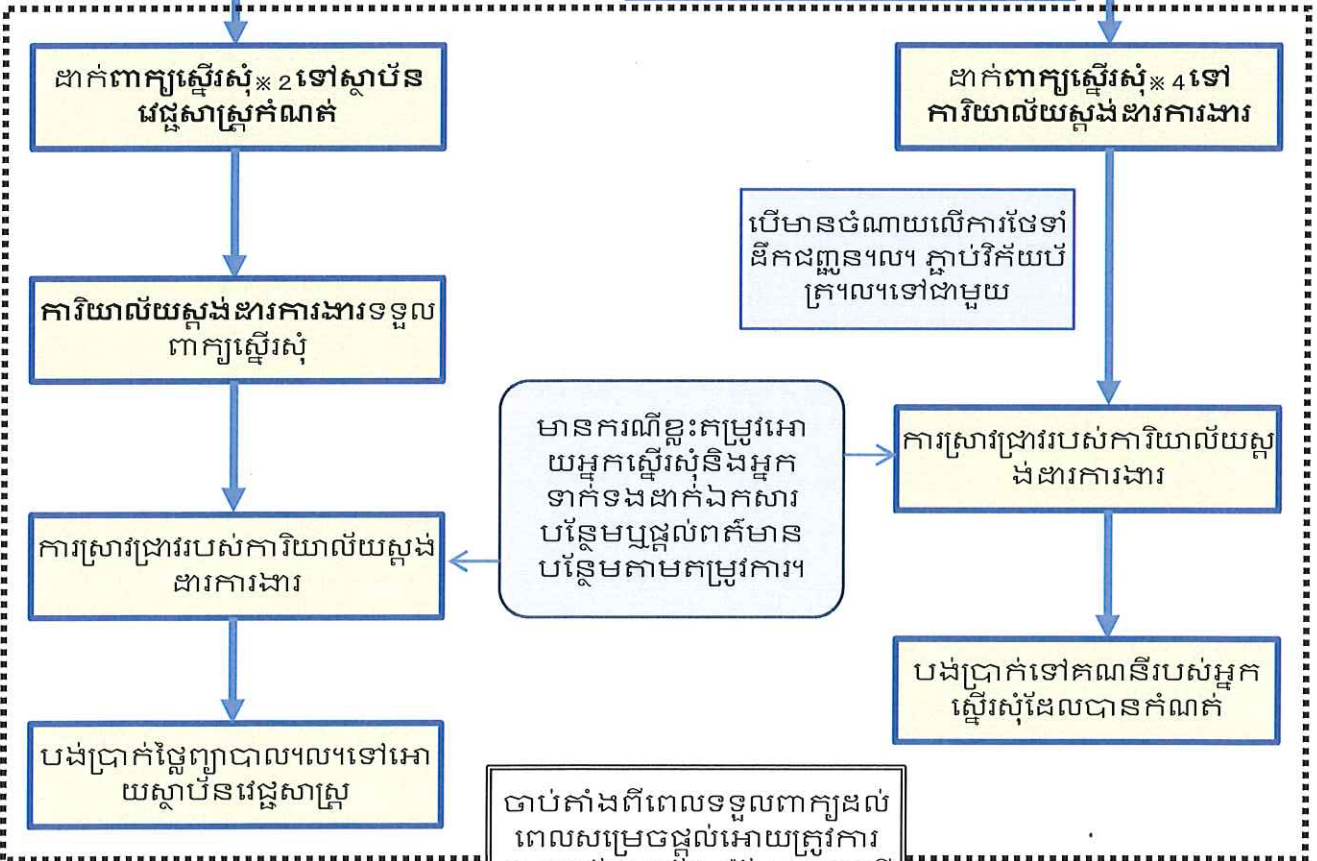 ដាក់ពាក្យស្នើរសុំ※ 2 ទៅស្ថាប័ន
វេជ្ជសាស្ត្រកំណត់
ការិយាល័យស្តង់ដារការងារទទួល
ពាក្យស្នើរសុំ
ការស្រាវជ្រាវរបស់ការិយាល័យស្តង់
ដារការងារ
បង់ប្រាក់ថ្លៃព្យាបាល។ល។ទៅអោ
យស្ថាប័នវេជ្ជសាស្ត្រ
មានករណីខ្លះតម្រូវអោ
យអ្នកស្នើរសុំនិងអ្នក
ទាក់ទងដាក់ឯកសារ
បន្ថែមឬផ្តល់ពត៌មាន
បន្ថែមតាមតម្រូវការ។
ដាក់ពាក្យស្នើរសុំ※ 4 ទៅ
ការិយាល័យស្តង់ដារការងារ
បើមានចំណាយលើការថែទាំ
ដឹកជញ្ជូន។ល។ ភ្ជាប់វិក័យប័
ត្រ។ល។ទៅជាមួយ
ការស្រាវជ្រាវរបស់ការិយាល័យស្ត
ង់ដារការងារ
បង់ប្រាក់ទៅគណនីរបស់អ្នក
ស្នើរសុំដែលបានកំណត់
ចាប់តាំងពីពេលទទួលពាក្យដល់
ពេលសម្រេចផ្តល់អោយត្រូវការ